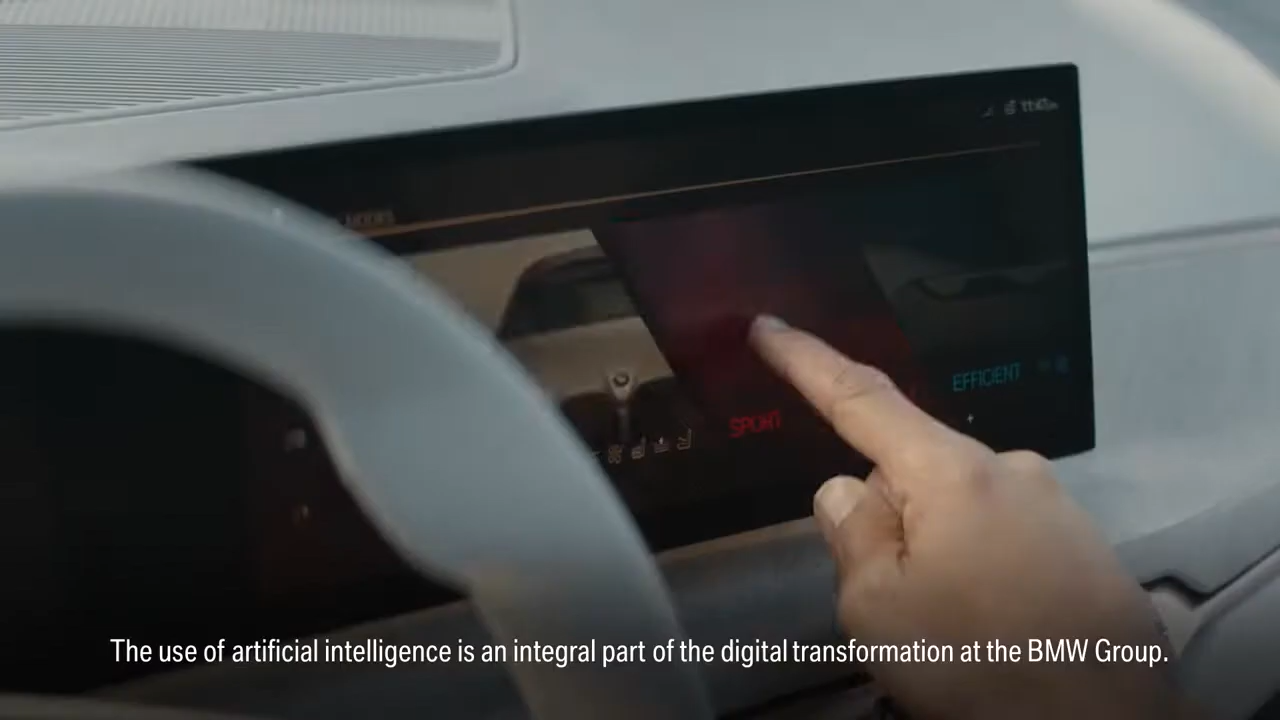 MODES
SPORT
EFFICIENT
The use of artificial intelligence is an integral part of the digital transformation at the BMW Group.